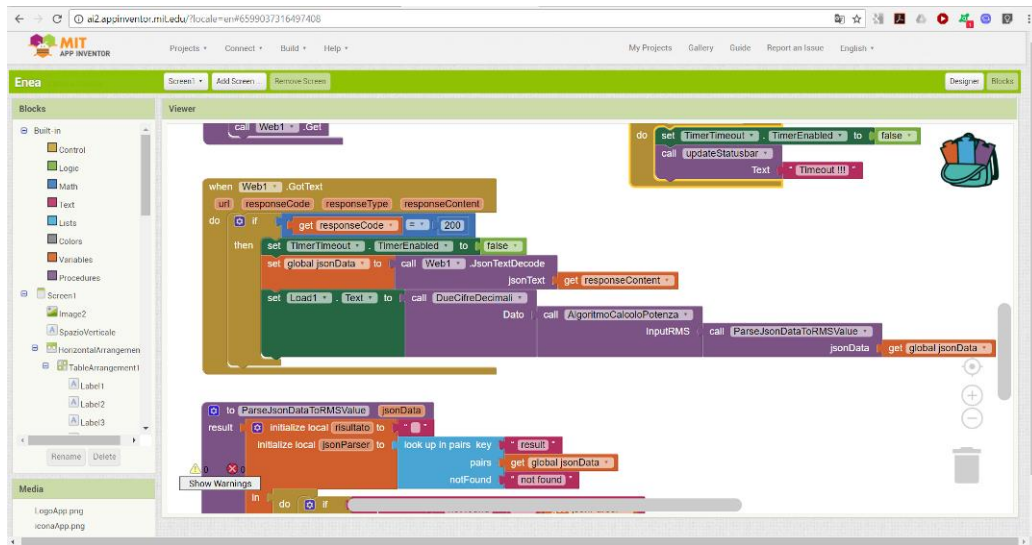 ai2.appinventor.mit.edu/?locale=en#6599037316497408
MIT
APP INVENTOR
Projects Connect Build Help
My Projects Gallery Guide Report an Issue English
Enea
Screen1 Add Screen ... Remove Screen
Designer Blocks
Blocks
Viewer
Built-in
Control
Logic
Math
Text
Lists
Colors
Variables
Procedures
Screen1
Image2
SpazioVerticale
HorizontalArrangemen
TableArrangement1
Label1
Label2
Label3
Rename Delete
Media
LogoApp.png
iconaApp.png
call Web1 .Get
do set TimerTimeout . TimerEnabled to false
call updateStatusbar
Text " Timeout !!! "
when Web1 .GotText
url responseCode responseType responseContent
do if get responseCode = 200
then set TimerTimeout . TimerEnabled to false
set global jsonData to call Web1 .JsonTextDecode
jsonText get responseContent
set Load1 . Text to call DueCifreDecimali
Dato call AlgoritmoCalcoloPotenza
InputRMS call ParseJsonDataToRMSValue
jsonData get global jsonData
to ParseJsonDataToRMSValue jsonData
result initialize local risultato to " "
initialize local jsonParser to look up in pairs key " result "
pairs get global jsonData
notFound " not found "
0 0
Show Warnings
in do if